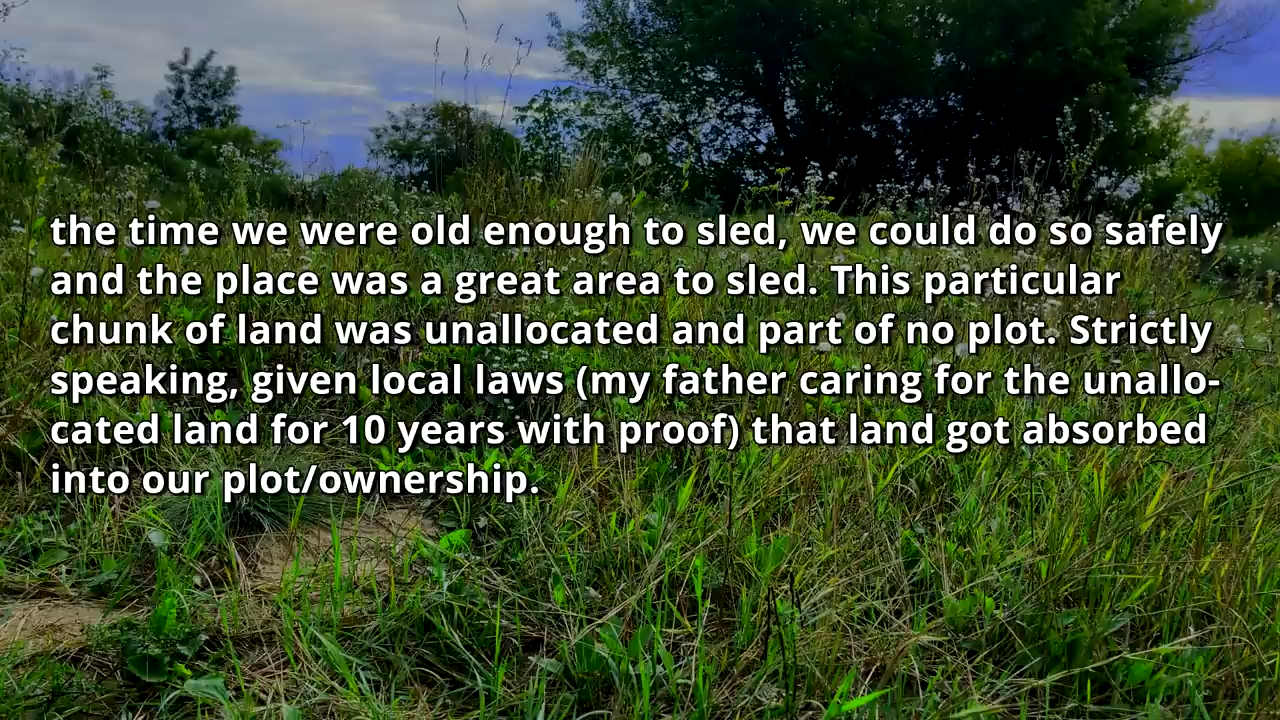 the time we were old enough to sled, we could do so safely
and the place was a great area to sled. This particular
chunk of land was unallocated and part of no plot. Strictly
speaking, given local laws (my father caring for the unallo-
cated land for 10 years with proof) that land got absorbed
into our plot/ownership.